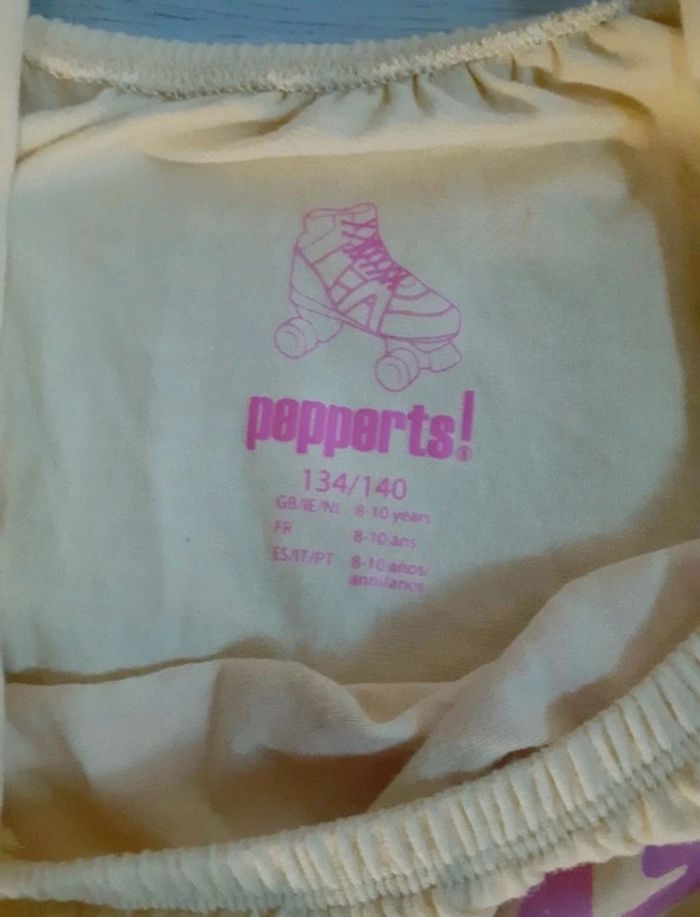 pepperts!®
134/140
GB/IE/NI 8-10 years
FR 8-10 ans
ES/IT/PT 8-10 años/
anni/anos